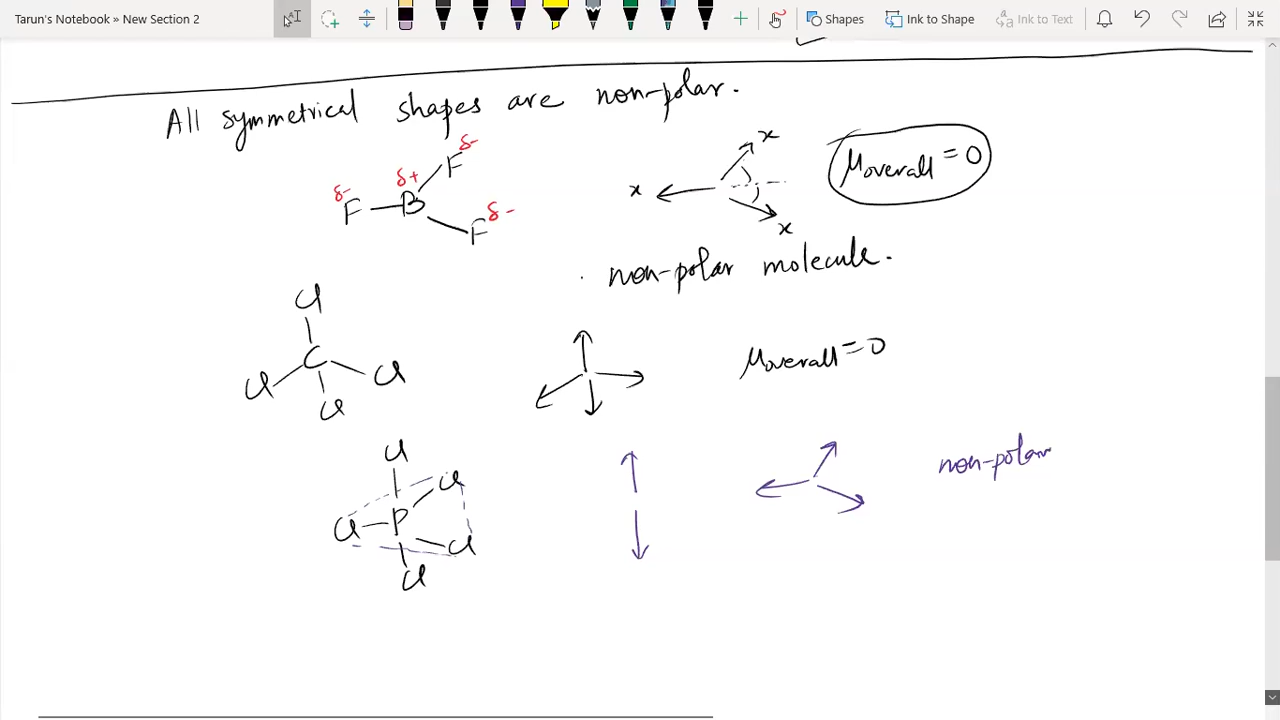 Tarun's Notebook » New Section 2
Shapes
Ink to Shape
Ink to Text
All symmetrical shapes are non-polar.
δ-
δ+
δ-
F
F
B
δ-
F
x
x
x
μoverall = 0
non-polar molecule.
Cl
C
Cl
Cl
Cl
μoverall = 0
Cl
Cl
Cl
P
Cl
Cl
non-polar